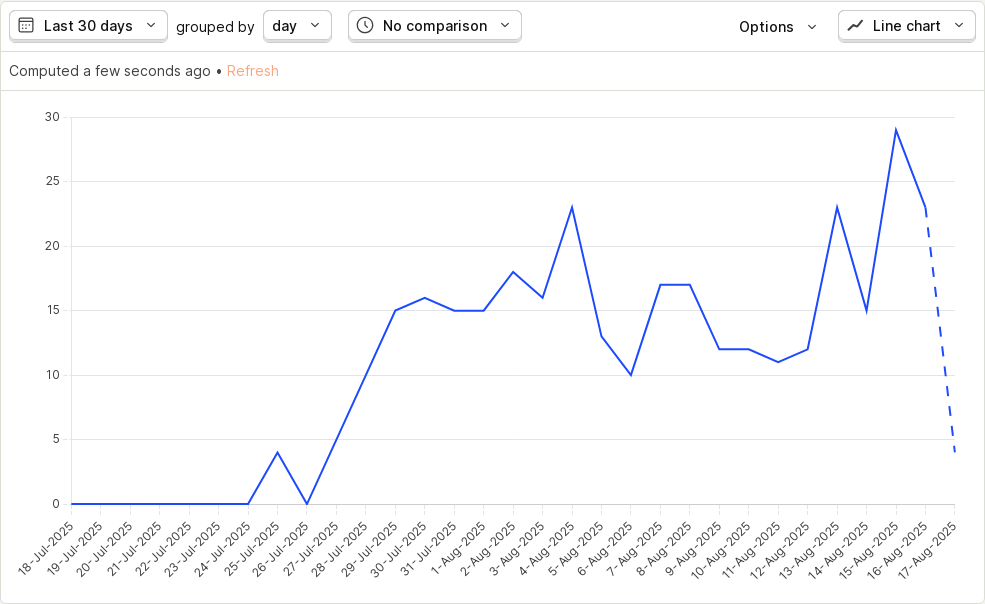 Last 30 days grouped by day No comparison Options Line chart
Computed a few seconds ago • Refresh
30
25
20
15
10
5
0
18-Jul-2025
19-Jul-2025
20-Jul-2025
21-Jul-2025
22-Jul-2025
23-Jul-2025
24-Jul-2025
25-Jul-2025
26-Jul-2025
27-Jul-2025
28-Jul-2025
29-Jul-2025
30-Jul-2025
31-Jul-2025
1-Aug-2025
2-Aug-2025
3-Aug-2025
4-Aug-2025
5-Aug-2025
6-Aug-2025
7-Aug-2025
8-Aug-2025
9-Aug-2025
10-Aug-2025
11-Aug-2025
12-Aug-2025
13-Aug-2025
14-Aug-2025
15-Aug-2025
16-Aug-2025
17-Aug-2025